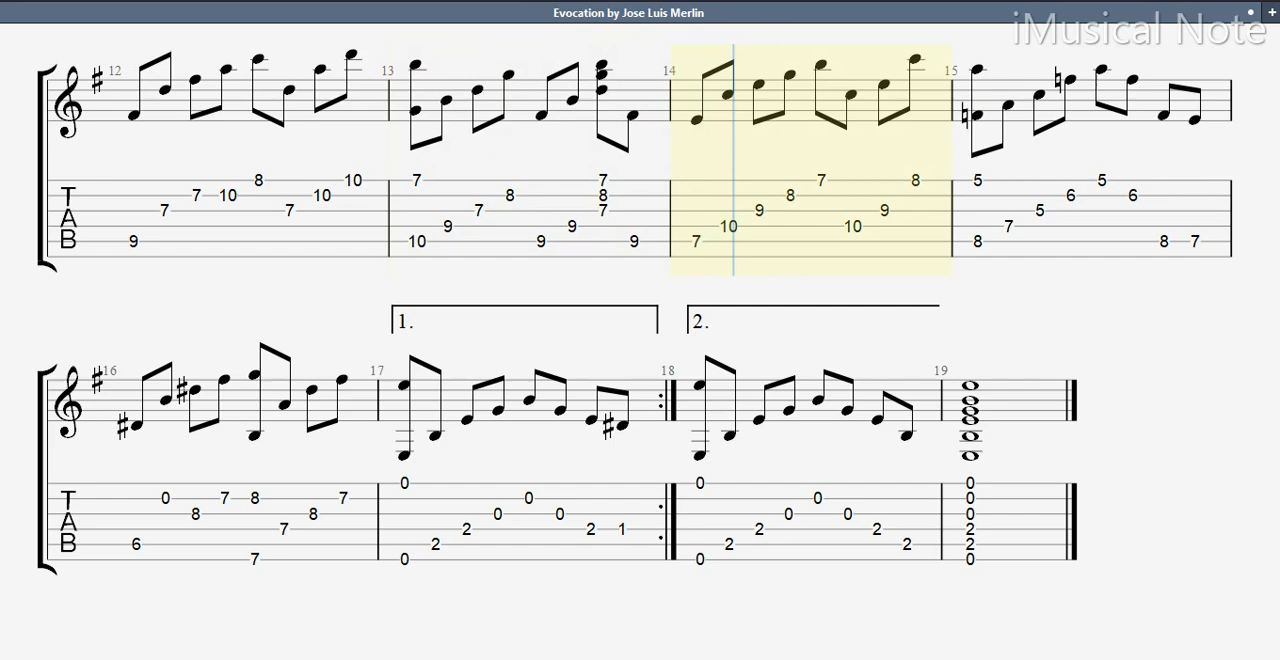 Evocation by Jose Luis Merlin
iMusical Note
12 13 14 15
8 10 7 7 7 8 5 5
7 10 10 8 8 8 6 6
7 7 7 7 9 9 5
T A B
9 9 10 10 7
9 10 9 9 7 8 8 7
1. 2.
16 17 18 19
0 0 0
0 7 8 7 0 0 0
8 8 0 0 0 0 0
T A B
7 2 2 1 2 2 2
6 2 2 2 2
7 0 0 0